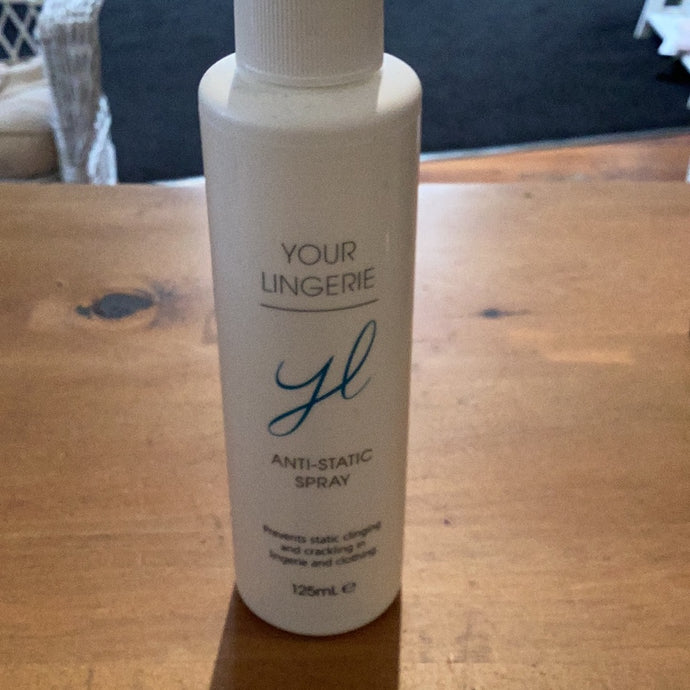 YOUR
LINGERIE
yl
ANTI-STATIC
SPRAY
Prevents static clinging
and crackling in
lingerie and clothing
125mL ℮